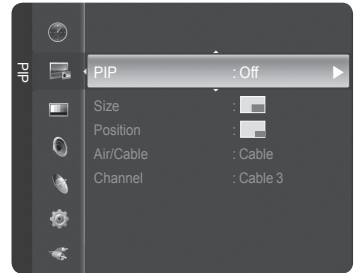 PIP
PIP : Off
Size :
Position :
Air/Cable : Cable
Channel : Cable 3